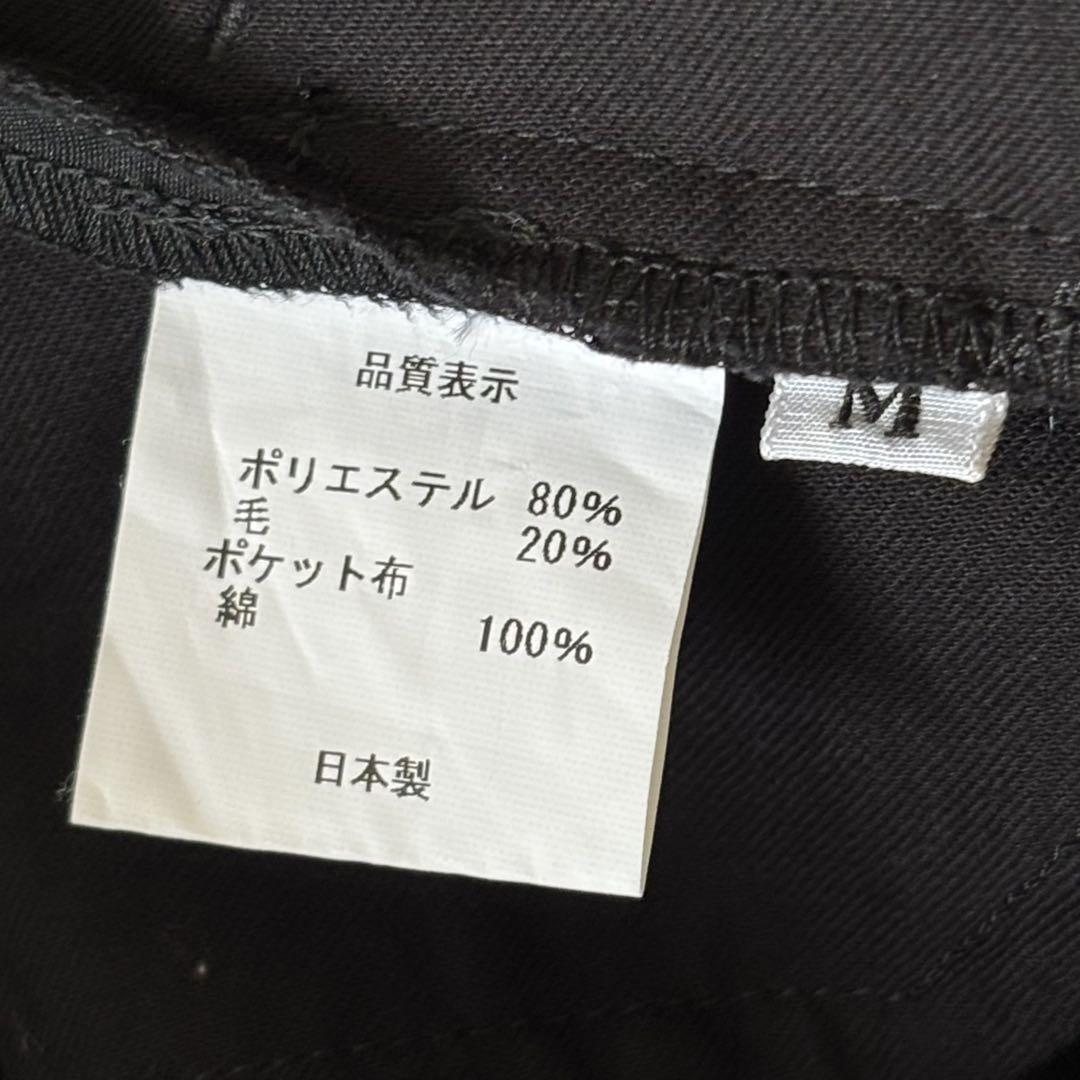 品質表示
ポリエステル 80%
毛 20%
ポケット布
綿 100%
日本製
M